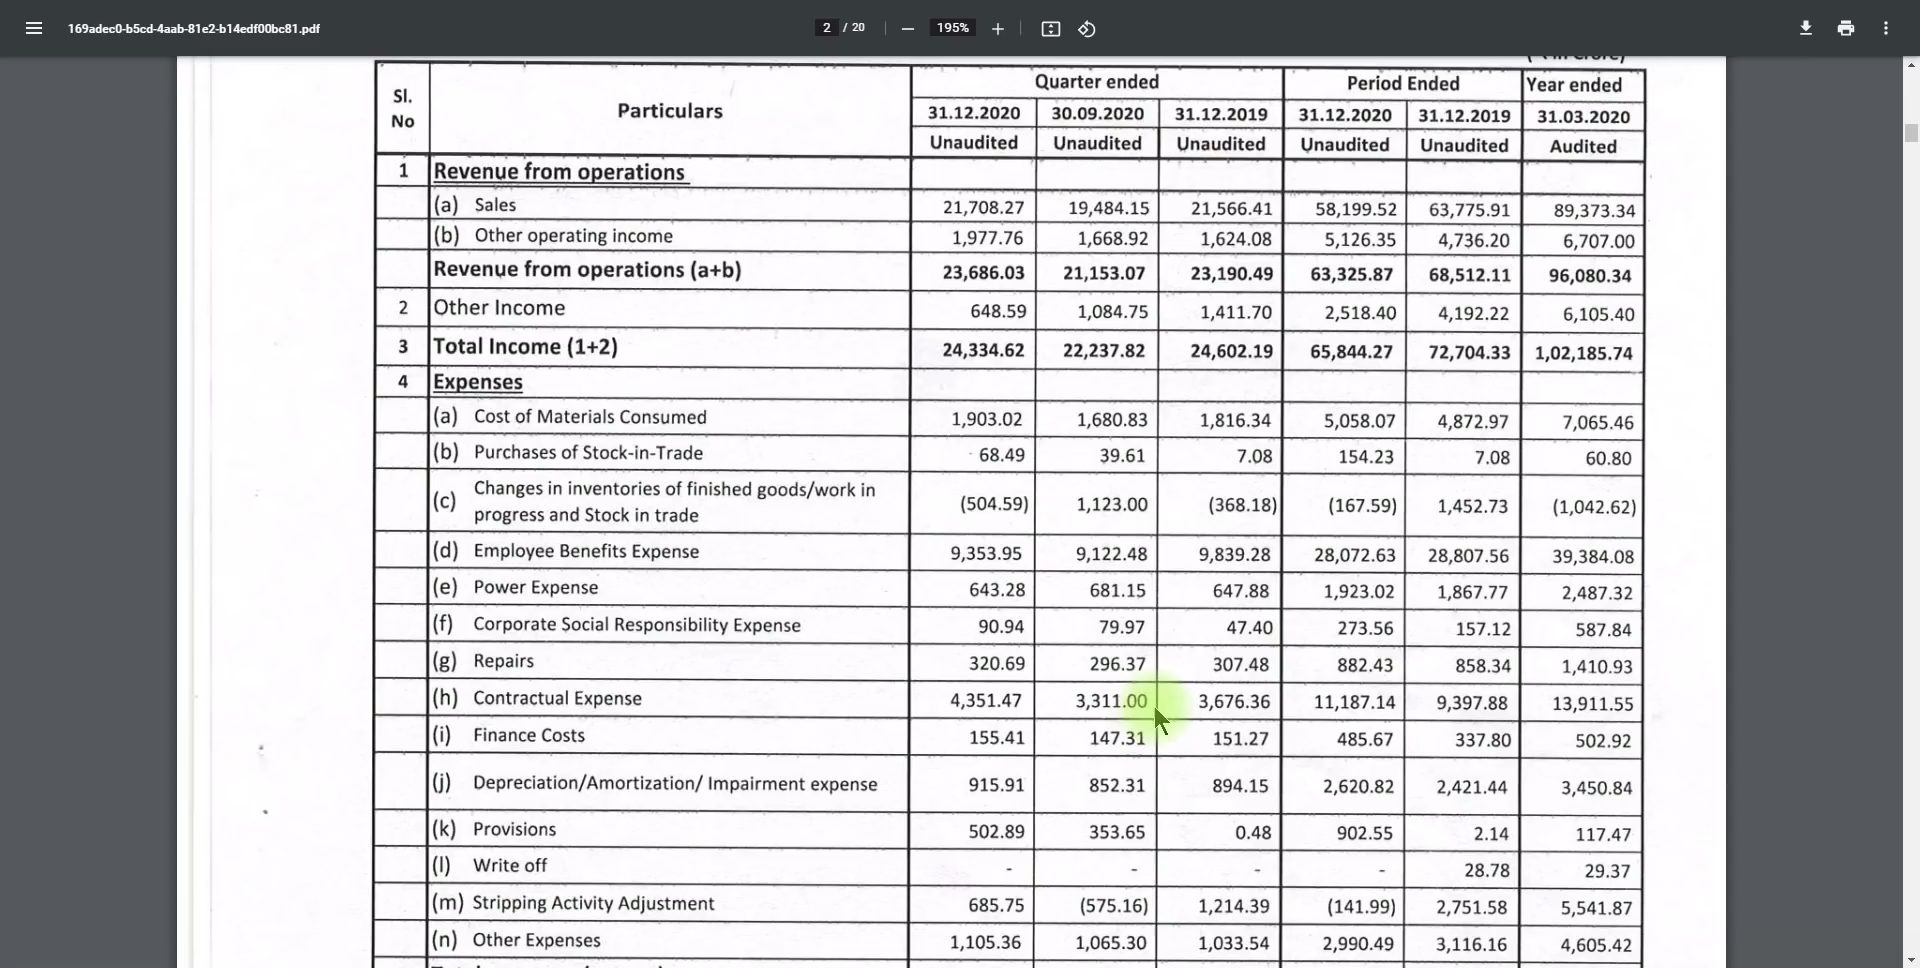 169adec0-b5cd-4aab-81e2-b14edf00bc81.pdf 2 / 20 195%
Quarter ended Period Ended Year ended
Sl. No Particulars 31.12.2020 30.09.2020 31.12.2019 31.12.2020 31.12.2019 31.03.2020
Unaudited Unaudited Unaudited Unaudited Unaudited Audited
1 Revenue from operations
(a) Sales 21,708.27 19,484.15 21,566.41 58,199.52 63,775.91 89,373.34
(b) Other operating income 1,977.76 1,668.92 1,624.08 5,126.35 4,736.20 6,707.00
Revenue from operations (a+b) 23,686.03 21,153.07 23,190.49 63,325.87 68,512.11 96,080.34
2 Other Income 648.59 1,084.75 1,411.70 2,518.40 4,192.22 6,105.40
3 Total Income (1+2) 24,334.62 22,237.82 24,602.19 65,844.27 72,704.33 1,02,185.74
4 Expenses
(a) Cost of Materials Consumed 1,903.02 1,680.83 1,816.34 5,058.07 4,872.97 7,065.46
(b) Purchases of Stock-in-Trade 68.49 39.61 7.08 154.23 7.08 60.80
(c) Changes in inventories of finished goods/work in
progress and Stock in trade (504.59) 1,123.00 (368.18) (167.59) 1,452.73 (1,042.62)
(d) Employee Benefits Expense 9,353.95 9,122.48 9,839.28 28,072.63 28,807.56 39,384.08
(e) Power Expense 643.28 681.15 647.88 1,923.02 1,867.77 2,487.32
(f) Corporate Social Responsibility Expense 90.94 79.97 47.40 273.56 157.12 587.84
(g) Repairs 320.69 296.37 307.48 882.43 858.34 1,410.93
(h) Contractual Expense 4,351.47 3,311.00 3,676.36 11,187.14 9,397.88 13,911.55
(i) Finance Costs 155.41 147.31 151.27 485.67 337.80 502.92
(j) Depreciation/Amortization/ Impairment expense 915.91 852.31 894.15 2,620.82 2,421.44 3,450.84
(k) Provisions 502.89 353.65 0.48 902.55 2.14 117.47
(l) Write off - - - - 28.78 29.37
(m) Stripping Activity Adjustment 685.75 (575.16) 1,214.39 (141.99) 2,751.58 5,541.87
(n) Other Expenses 1,105.36 1,065.30 1,033.54 2,990.49 3,116.16 4,605.42